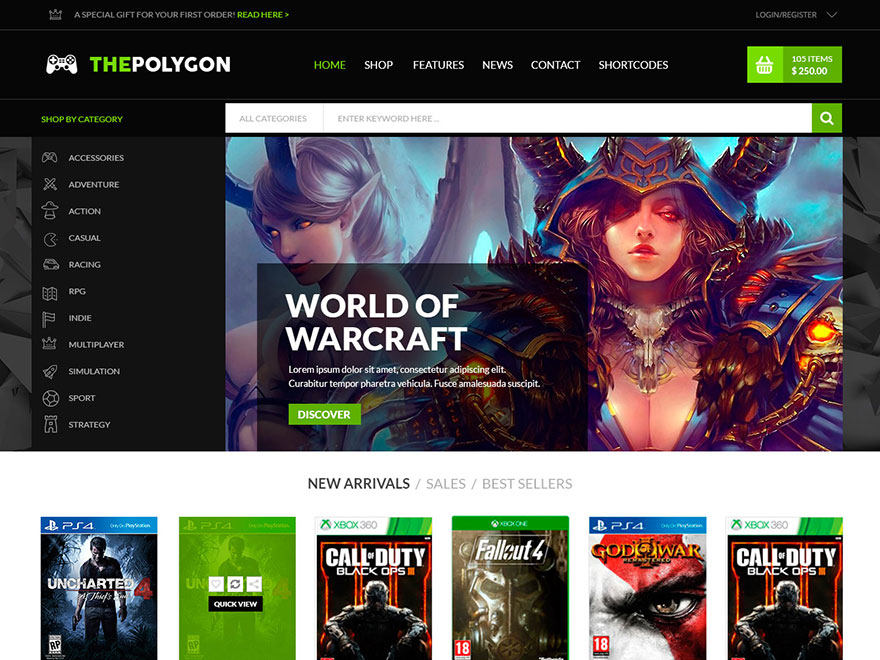 A SPECIAL GIFT FOR YOUR FIRST ORDER! READ HERE >
LOGIN/REGISTER
THEPOLYGON
HOME SHOP FEATURES NEWS CONTACT SHORTCODES
105 ITEMS
$ 250.00
SHOP BY CATEGORY
ALL CATEGORIES
ENTER KEYWORD HERE ...
ACCESSORIES
ADVENTURE
ACTION
CASUAL
RACING
RPG
INDIE
MULTIPLAYER
SIMULATION
SPORT
STRATEGY
WORLD OF
WARCRAFT
Lorem ipsum dolor sit amet, consectetur adipiscing elit.
Curabitur tempor pharetra vehicula. Fusce amalesuada suscipit.
DISCOVER
NEW ARRIVALS / SALES / BEST SELLERS
PS4 Only On PlayStation
UNCHARTED 4
A Thief's End
RP
PS4
QUICK VIEW
XBOX 360
CALL OF DUTY
BLACK OPS III
XBOX ONE
Fallout 4
18
PS4 Only On PlayStation
GOD OF WAR
REMASTERED
18
XBOX 360
CALL OF DUTY
BLACK OPS III